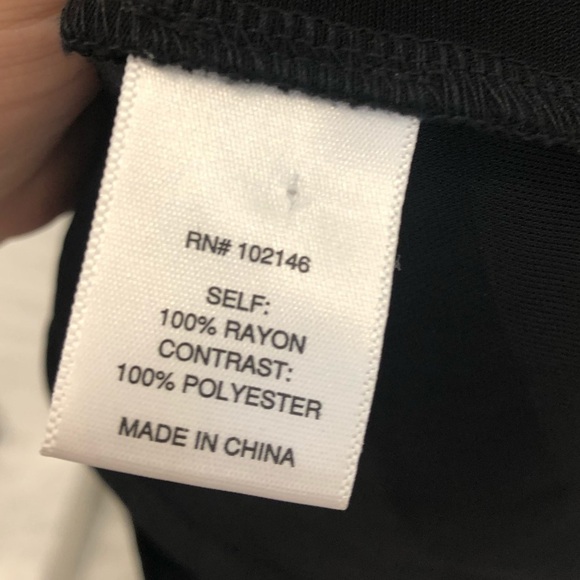 RN# 102146
SELF:
100% RAYON
CONTRAST:
100% POLYESTER
MADE IN CHINA